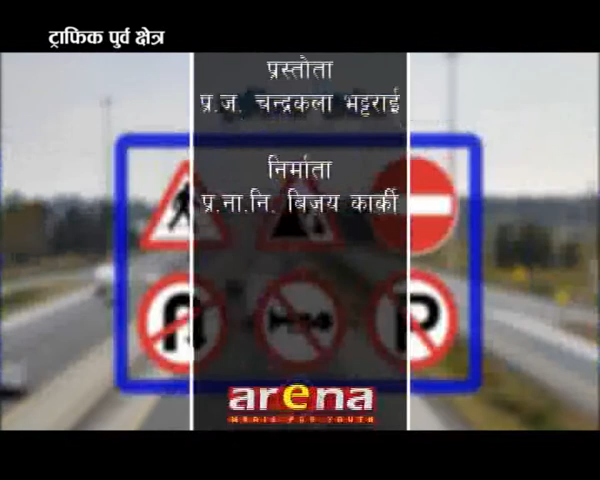 ट्राफिक पुर्व क्षेत्र
प्रस्तोता
प्र.ज. चन्द्रकला भट्टराई
निर्माता
प्र.ना.नि. बिजय कार्की
P
arena
MEDIA FOR YOUTH